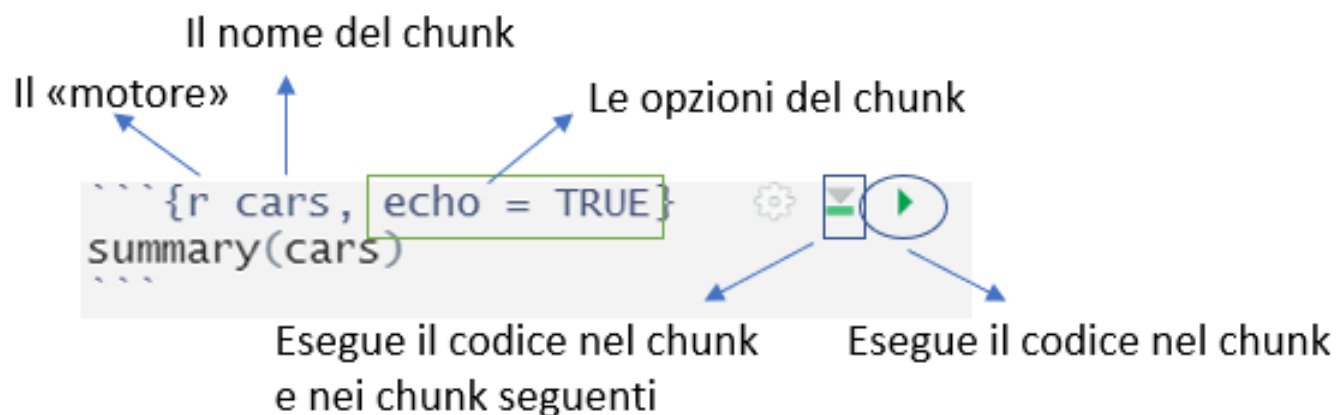 Il nome del chunk
Il «motore»
Le opzioni del chunk
```{r cars, echo = TRUE}
summary(cars)
```
Esegue il codice nel chunk
e nei chunk seguenti
Esegue il codice nel chunk